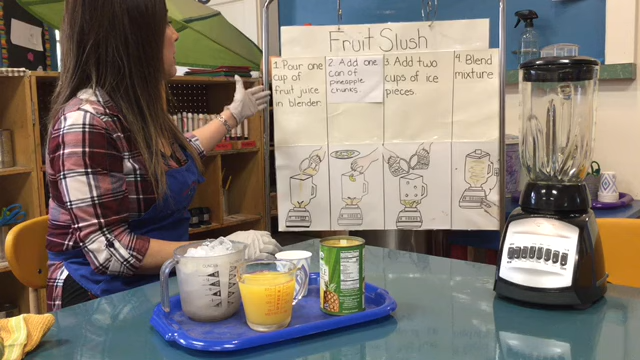 Fruit Slush
1. Pour one
cup of
fruit juice
in blender.
2. Add one
can of
pineapple
chunks.
3. Add two
cups of ice
pieces.
4. Blend
mixture